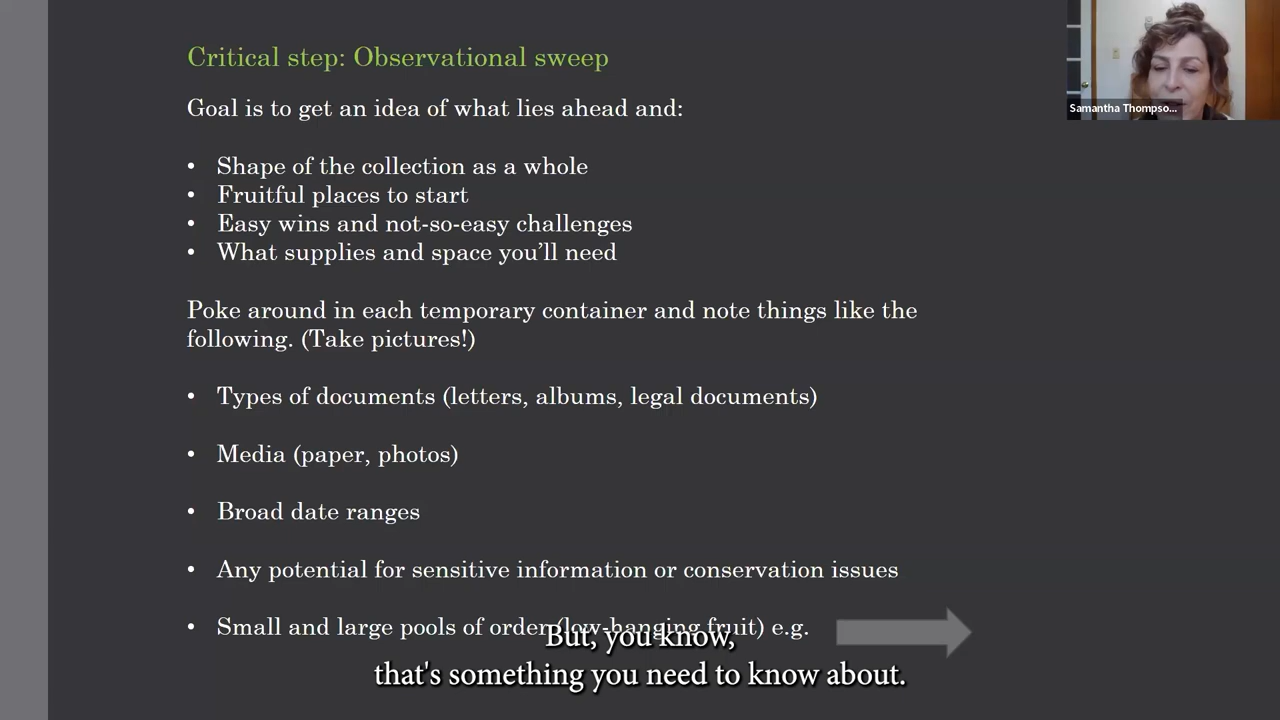 Critical step: Observational sweep
Samantha Thompso...
Goal is to get an idea of what lies ahead and:
• Shape of the collection as a whole
• Fruitful places to start
• Easy wins and not-so-easy challenges
• What supplies and space you’ll need
Poke around in each temporary container and note things like the
following. (Take pictures!)
• Types of documents (letters, albums, legal documents)
• Media (paper, photos)
• Broad date ranges
• Any potential for sensitive information or conservation issues
• Small and large pools of order (low-hanging fruit) e.g.
But, you know,
that's something you need to know about.